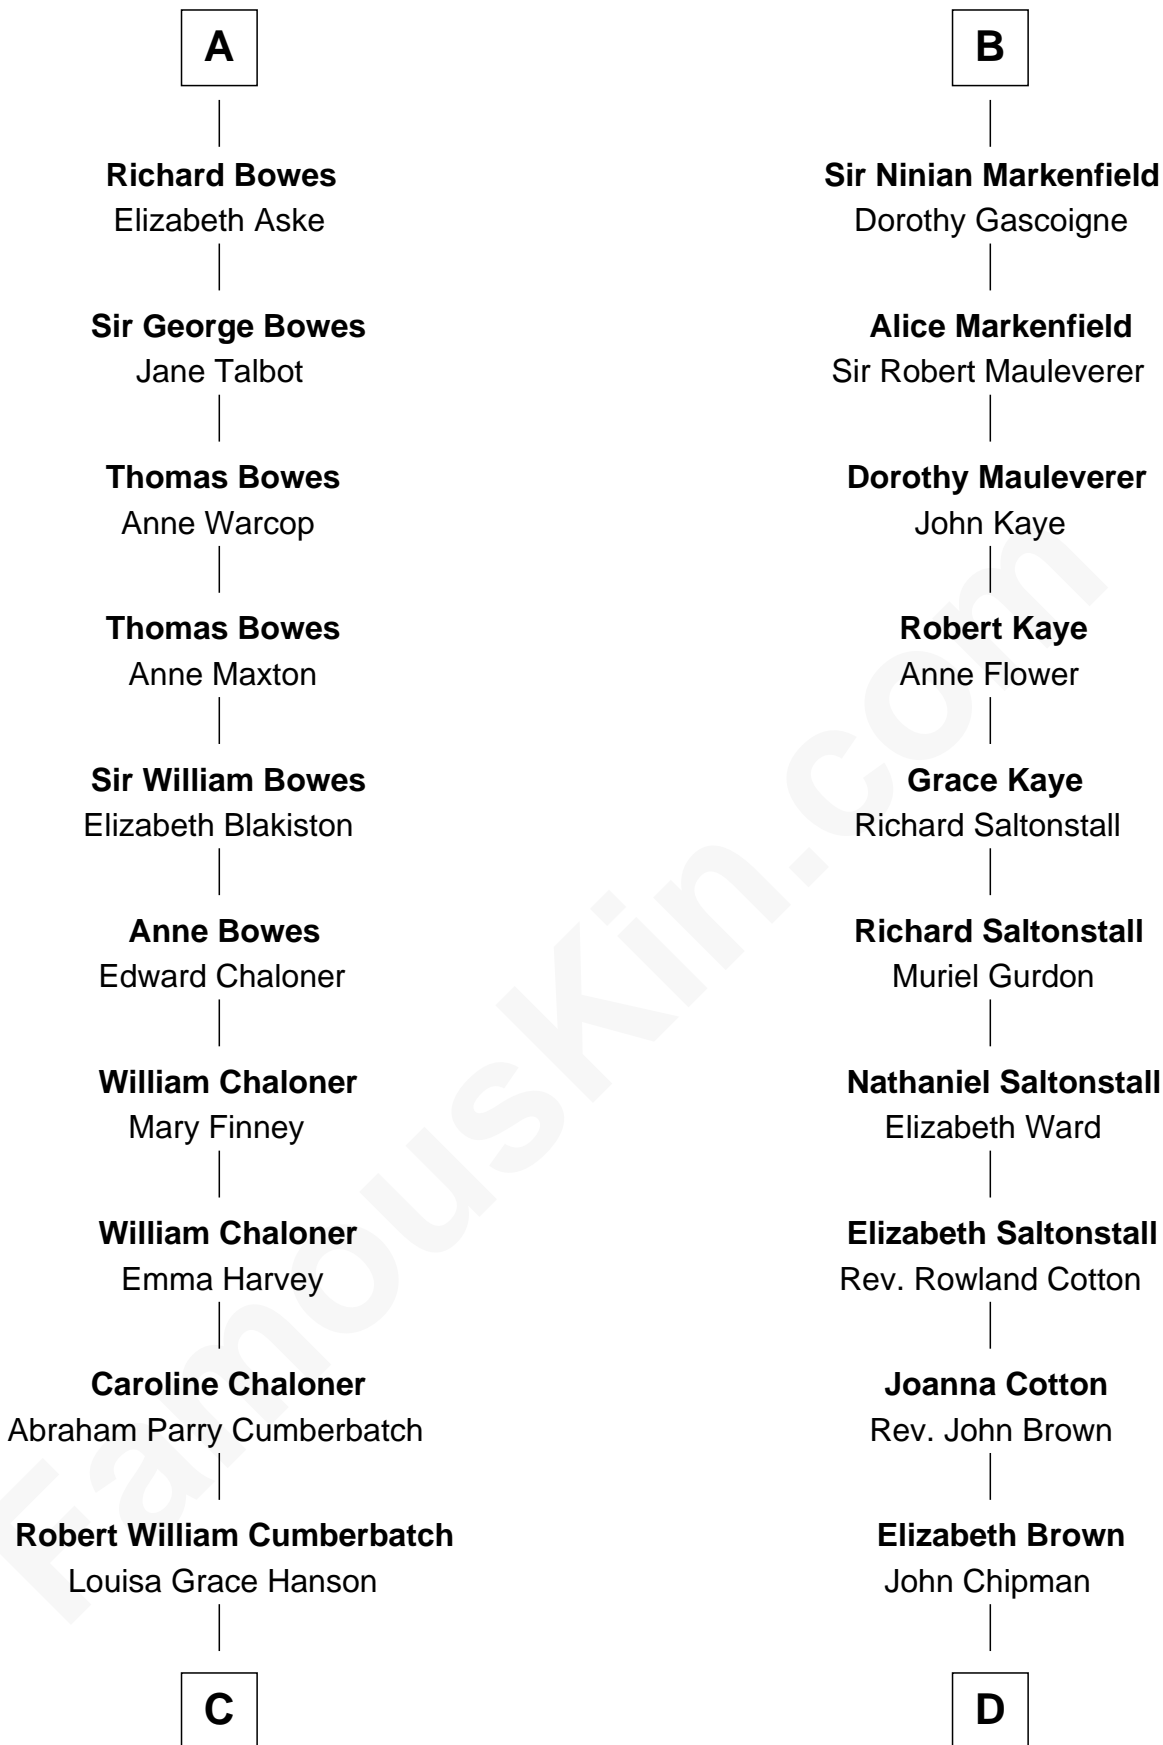 A
Richard Bowes
Elizabeth Aske
Sir George Bowes
Jane Talbot
Thomas Bowes
Anne Warcop
Thomas Bowes
Anne Maxton
Sir William Bowes
Elizabeth Blakiston
Anne Bowes
Edward Chaloner
William Chaloner
Mary Finney
William Chaloner
Emma Harvey
Caroline Chaloner
Abraham Parry Cumberbatch
Robert William Cumberbatch
Louisa Grace Hanson
C
B
Sir Ninian Markenfield
Dorothy Gascoigne
Alice Markenfield
Sir Robert Mauleverer
Dorothy Mauleverer
John Kaye
Robert Kaye
Anne Flower
Grace Kaye
Richard Saltonstall
Richard Saltonstall
Muriel Gurdon
Nathaniel Saltonstall
Elizabeth Ward
Elizabeth Saltonstall
Rev. Rowland Cotton
Joanna Cotton
Rev. John Brown
Elizabeth Brown
John Chipman
D
FamousKin.com